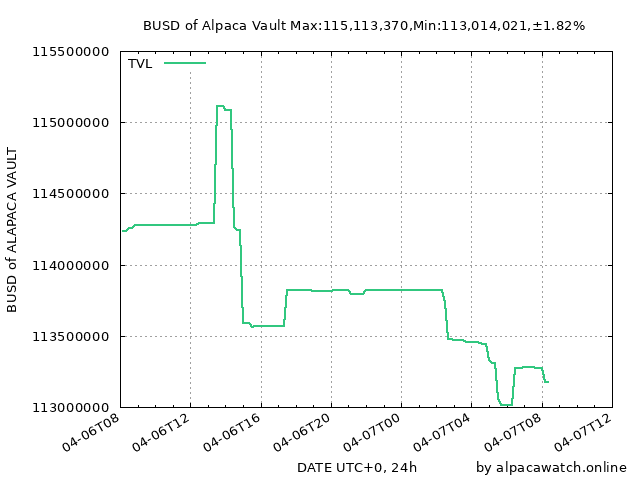 BUSD of Alpaca Vault Max:115,113,370,Min:113,014,021,±1.82%
115500000
TVL
115000000
114500000
114000000
113500000
113000000
BUSD of ALAPACA VAULT
04-06T08
04-06T12
04-06T16
04-06T20
04-07T00
04-07T04
04-07T08
04-07T12
DATE UTC+0, 24h
by alpacawatch.online